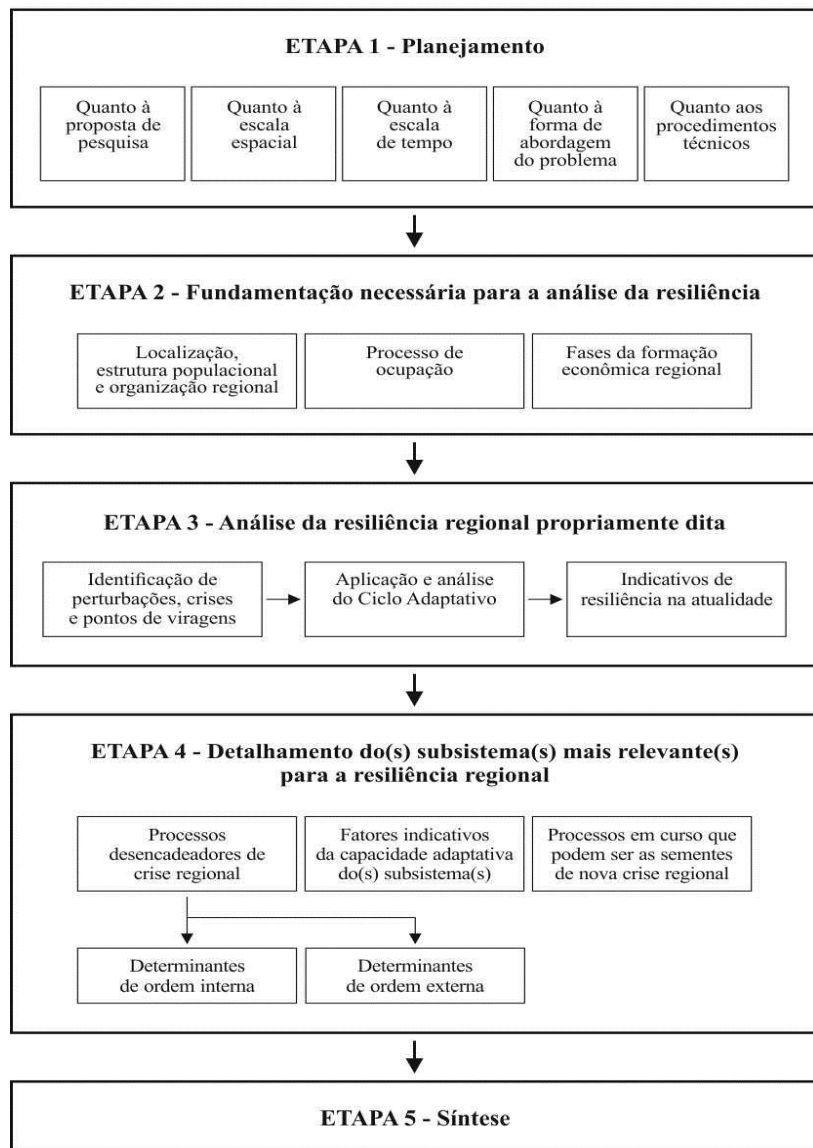 ETAPA 1 - Planejamento
Quanto à
proposta de
pesquisa
Quanto à
escala
espacial
Quanto à
escala
de tempo
Quanto à
forma de
abordagem
do problema
Quanto aos
procedimentos
técnicos
ETAPA 2 - Fundamentação necessária para a análise da resiliência
Localização,
estrutura populacional
e organização regional
Processo de
ocupação
Fases da formação
econômica regional
ETAPA 3 - Análise da resiliência regional propriamente dita
Identificação de
perturbações, crises
e pontos de viragens
Aplicação e análise
do Ciclo Adaptativo
Indicativos de
resiliência na atualidade
ETAPA 4 - Detalhamento do(s) subsistema(s) mais relevante(s)
para a resiliência regional
Processos
desencadeadores de
crise regional
Fatores indicativos
da capacidade adaptativa
do(s) subsistema(s)
Processos em curso que
podem ser as sementes
de nova crise regional
Determinantes
de ordem interna
Determinantes
de ordem externa
ETAPA 5 - Síntese